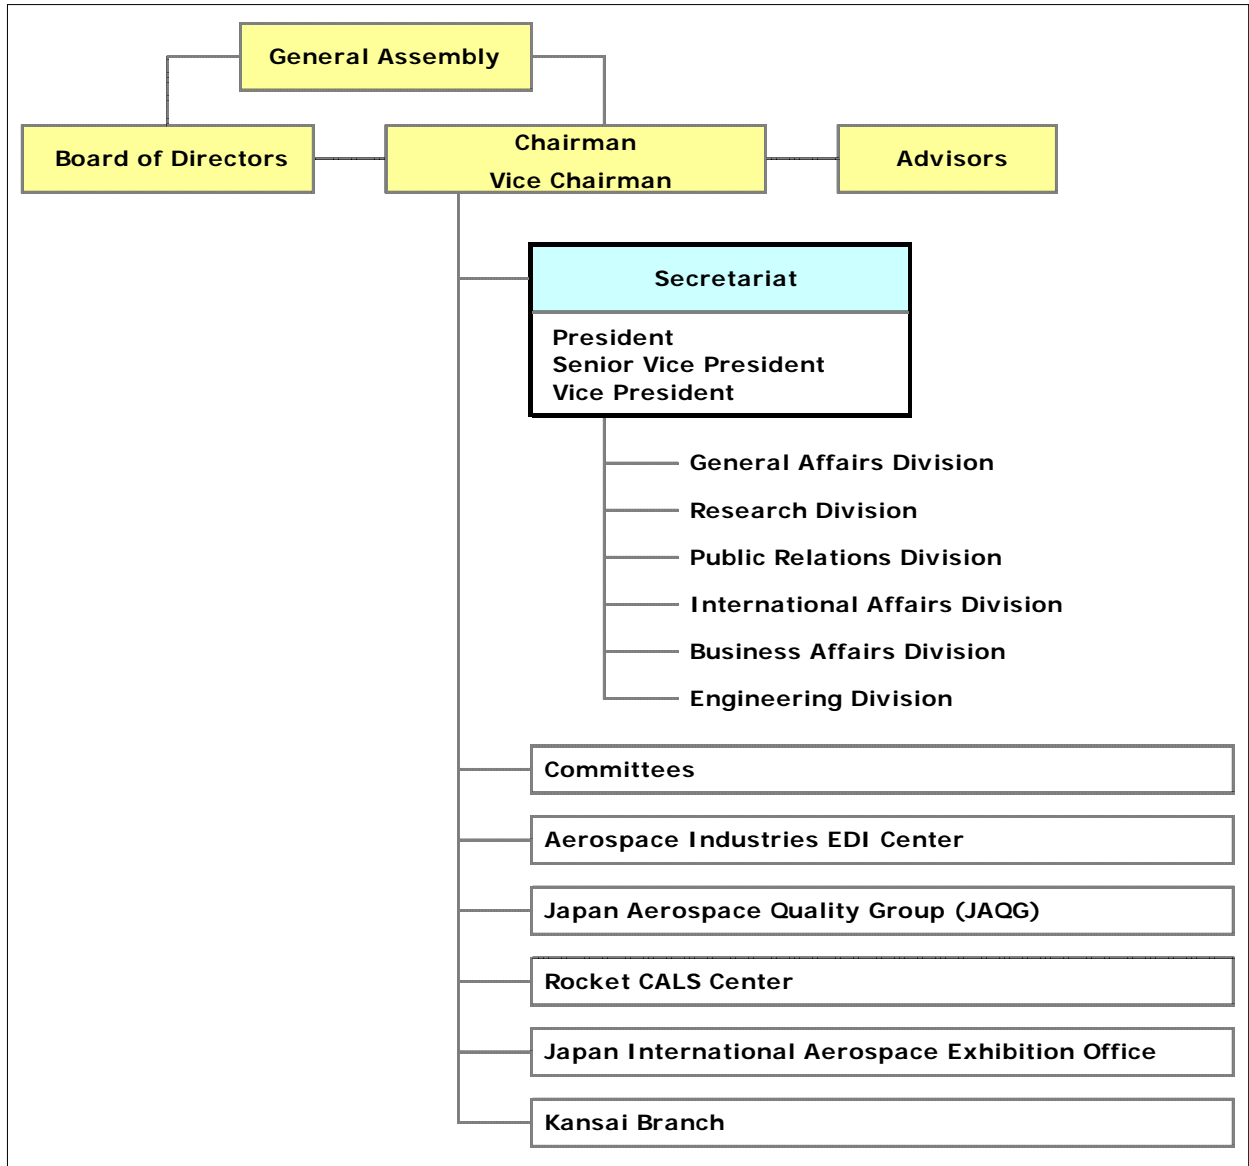 General Assembly
Board of Directors
Chairman
Vice Chairman
Advisors
Secretariat
President
Senior Vice President
Vice President
General Affairs Division
Research Division
Public Relations Division
International Affairs Division
Business Affairs Division
Engineering Division
Committees
Aerospace Industries EDI Center
Japan Aerospace Quality Group (JAQG)
Rocket CALS Center
Japan International Aerospace Exhibition Office
Kansai Branch